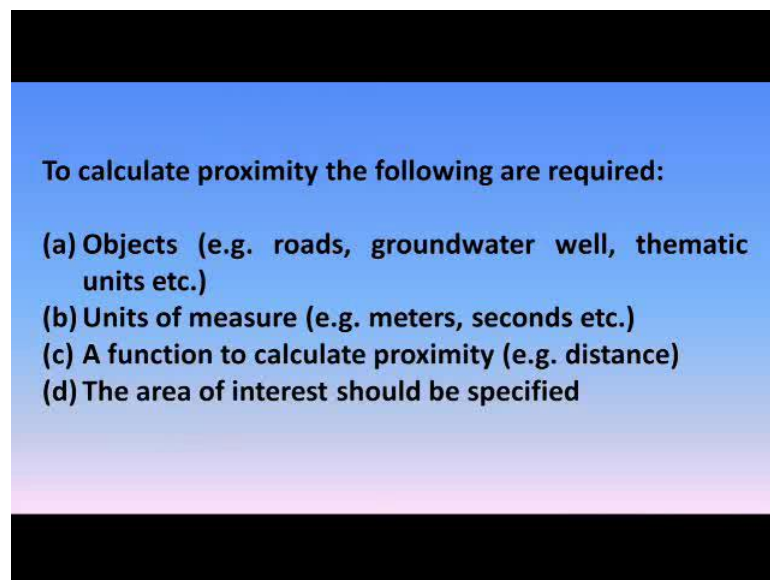 To calculate proximity the following are required:
(a) Objects (e.g. roads, groundwater well, thematic
units etc.)
(b) Units of measure (e.g. meters, seconds etc.)
(c) A function to calculate proximity (e.g. distance)
(d) The area of interest should be specified